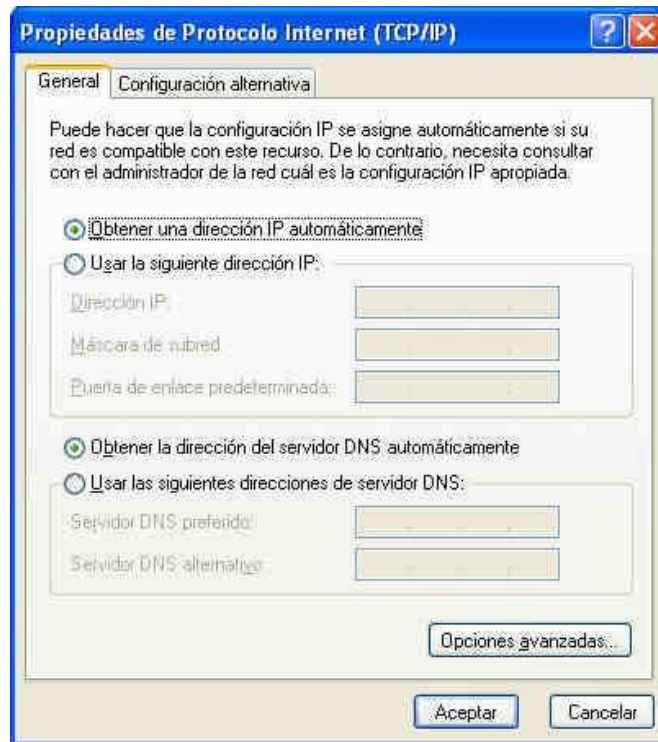 Propiedades de Protocolo Internet (TCP/IP)
General
Configuración alternativa
Puede hacer que la configuración IP se asigne automáticamente si su
red es compatible con este recurso. De lo contrario, necesita consultar
con el administrador de la red cuál es la configuración IP apropiada.
Obtener una dirección IP automáticamente
Usar la siguiente dirección IP:
Dirección IP:
Máscara de subred
Puerta de enlace predeterminada:
Obtener la dirección del servidor DNS automáticamente
Usar las siguientes direcciones de servidor DNS:
Servidor DNS preferido:
Servidor DNS alternativo
Opciones avanzadas...
Aceptar
Cancelar